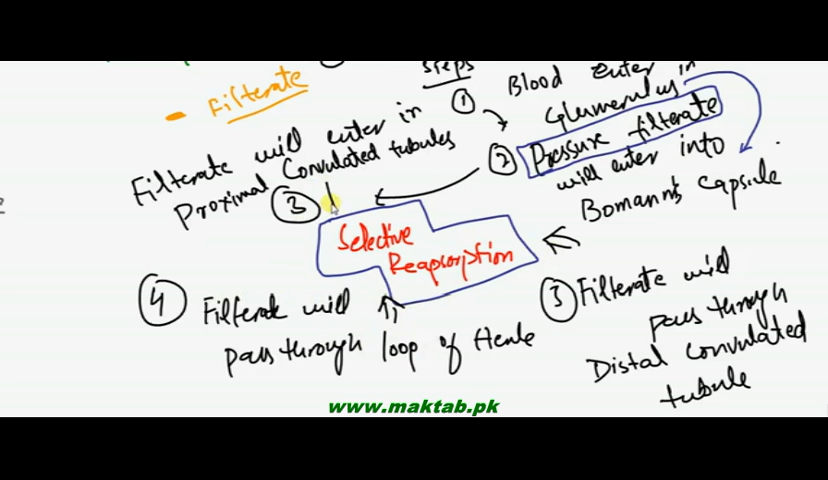 - Filterate
steps
① Blood enter in
Glumerulus
② Pressure filterate
will enter into
Bomann's Capsule
Filterate will enter in
Proximal Convulated tubules
③
Selective
Reapsorption
④ Filterate will
pass through loop of Henle
③ Filterate will
pass through
Distal convulated
tubule
www.maktab.pk